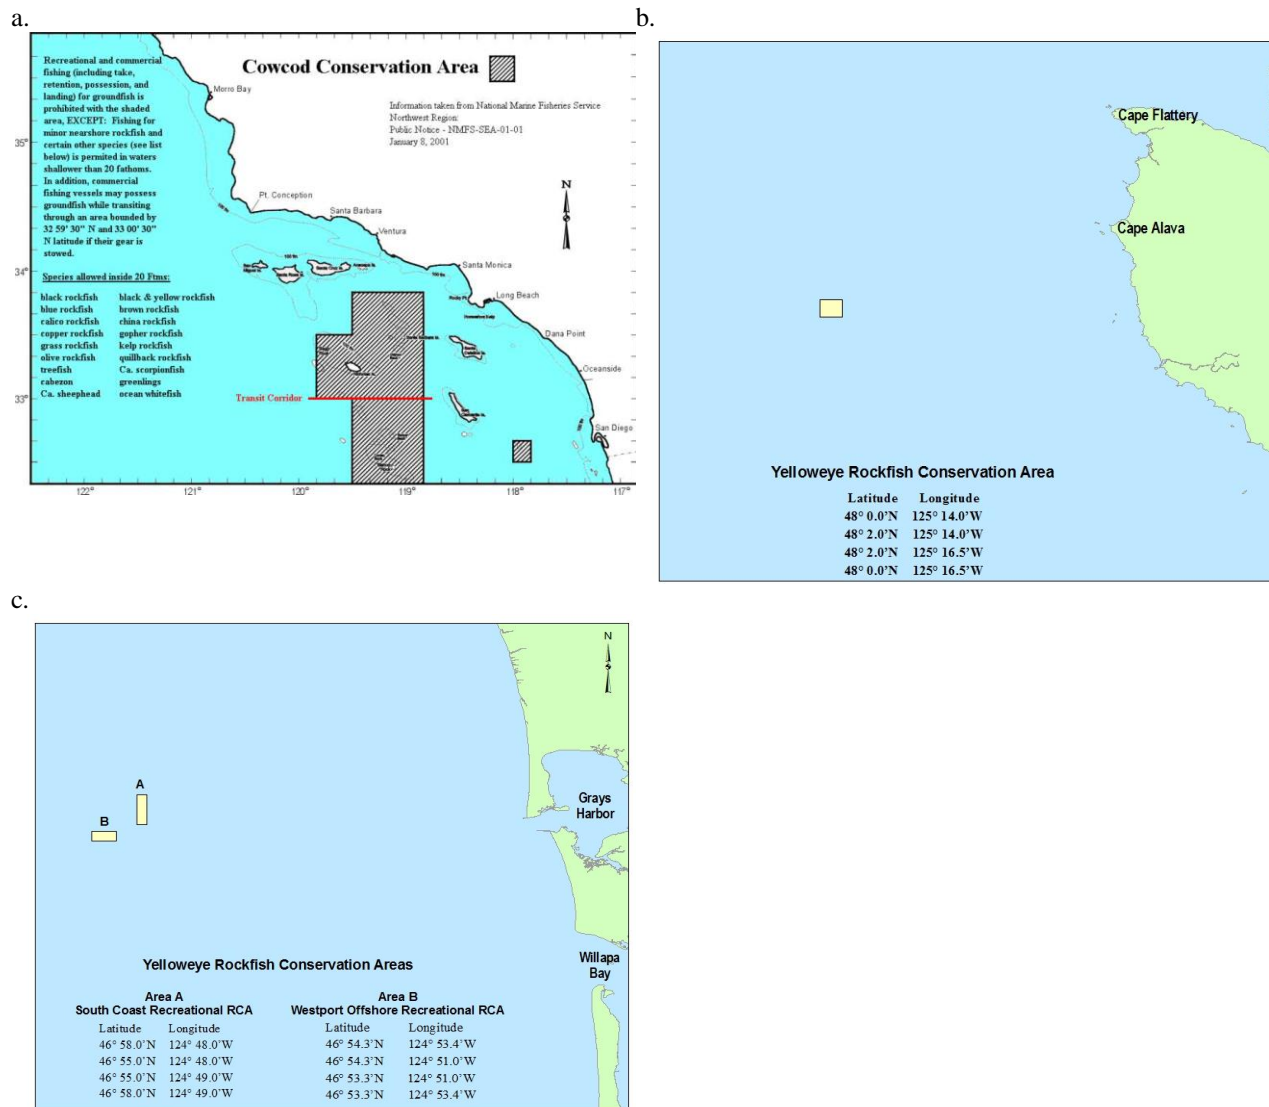 a.
Recreational and commercial
fishing (including take,
retention, possession, and
landing) for groundfish is
prohibited with the shaded
area, EXCEPT: Fishing for
minor nearshore rockfish and
certain other species (see list
below) is permitted in waters
shallower than 20 fathoms.
In addition, commercial
fishing vessels may possess
groundfish while transiting
through an area bounded by
32 59' 30" N and 33 00' 30"
N latitude if their gear is
stowed.
Species allowed inside 20 Ftms:
black rockfish black & yellow rockfish
blue rockfish brown rockfish
calico rockfish china rockfish
copper rockfish gopher rockfish
grass rockfish kelp rockfish
olive rockfish quillback rockfish
treefish Ca. scorpionfish
cabezon greenlings
Ca. sheephead ocean whitefish
Cowcod Conservation Area
Information taken from National Marine Fisheries Service
Northwest Region:
Public Notice - NMFS-SEA-01-01
January 8, 2001
N
Morro Bay
Pt. Conception
Santa Barbara
Ventura
Santa Monica
Long Beach
Dana Point
Oceanside
San Diego
Transit Corridor
35°
34°
33°
122° 121° 120° 119° 118° 117°
b.
Cape Flattery
Cape Alava
Yelloweye Rockfish Conservation Area
Latitude Longitude
48° 0.0'N 125° 14.0'W
48° 2.0'N 125° 14.0'W
48° 2.0'N 125° 16.5'W
48° 0.0'N 125° 16.5'W
c.
N
A
B
Grays
Harbor
Willapa
Bay
Yelloweye Rockfish Conservation Areas
Area A
South Coast Recreational RCA
Latitude Longitude
46° 58.0'N 124° 48.0'W
46° 55.0'N 124° 48.0'W
46° 55.0'N 124° 49.0'W
46° 58.0'N 124° 49.0'W
Area B
Westport Offshore Recreational RCA
Latitude Longitude
46° 54.3'N 124° 53.4'W
46° 54.3'N 124° 51.0'W
46° 53.3'N 124° 51.0'W
46° 53.3'N 124° 53.4'W